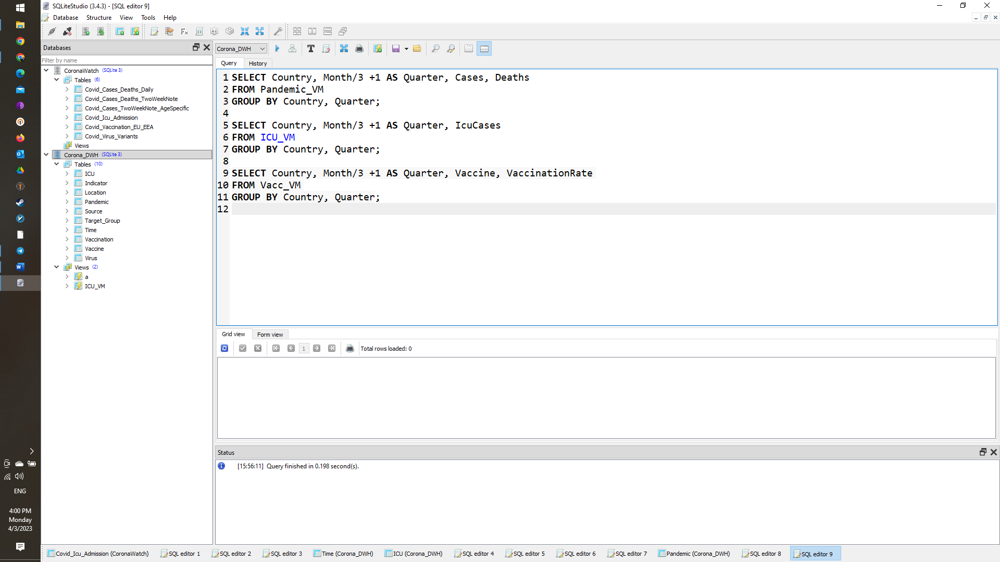 SQLiteStudio (3.4.3) - [SQL editor 9]
Database Structure View Tools Help
Databases
Filter by name
CoronaWatch (SQLite 3)
Tables (6)
Covid_Cases_Deaths_Daily
Covid_Cases_Deaths_TwoWeekNote
Covid_Cases_TwoWeekNote_AgeSpecific
Covid_Icu_Admission
Covid_Vaccination_EU_EEA
Covid_Virus_Variants
Views
Corona_DWH (SQLite 3)
Tables (10)
ICU
Indicator
Location
Pandemic
Source
Target_Group
Time
Vaccination
Vaccine
Virus
Views (2)
a
ICU_VM
Corona_DWH
Query History
1 SELECT Country, Month/3 +1 AS Quarter, Cases, Deaths
2 FROM Pandemic_VM
3 GROUP BY Country, Quarter;
4
5 SELECT Country, Month/3 +1 AS Quarter, IcuCases
6 FROM ICU_VM
7 GROUP BY Country, Quarter;
8
9 SELECT Country, Month/3 +1 AS Quarter, Vaccine, VaccinationRate
10 FROM Vacc_VM
11 GROUP BY Country, Quarter;
12
Grid view Form view
1 Total rows loaded: 0
Status
[15:56:11] Query finished in 0.198 second(s).
ENG
4:00 PM
Monday
4/3/2023
Covid_Icu_Admission (CoronaWatch) SQL editor 1 SQL editor 2 SQL editor 3 Time (Corona_DWH) ICU (Corona_DWH) SQL editor 4 SQL editor 5 SQL editor 6 SQL editor 7 Pandemic (Corona_DWH) SQL editor 8 SQL editor 9